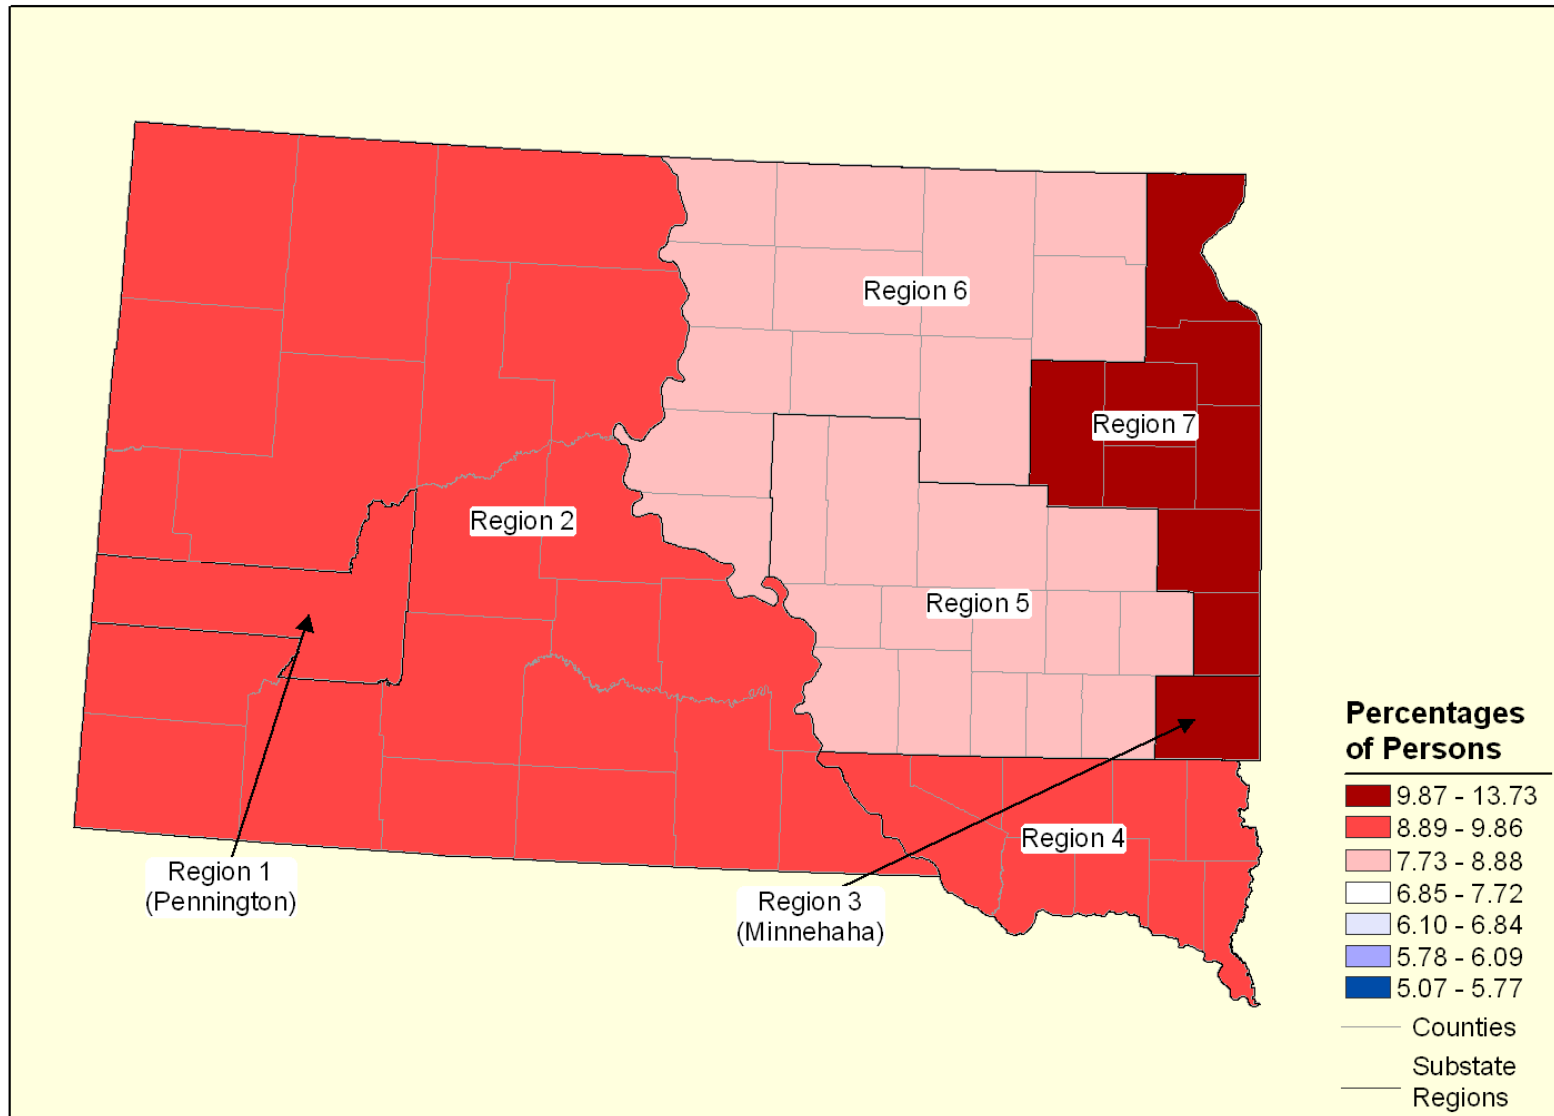 Region 6
Region 7
Region 2
Region 5
Region 4
Region 1
(Pennington)
Region 3
(Minnehaha)
Percentages
of Persons
9.87 - 13.73
8.89 - 9.86
7.73 - 8.88
6.85 - 7.72
6.10 - 6.84
5.78 - 6.09
5.07 - 5.77
Counties
Substate
Regions